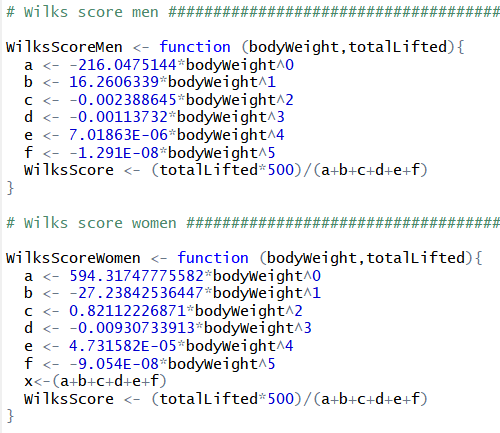 # Wilks score men #####################################
WilksScoreMen <- function (bodyWeight,totalLifted){
a <- -216.0475144*bodyWeight^0
b <- 16.2606339*bodyWeight^1
c <- -0.002388645*bodyWeight^2
d <- -0.00113732*bodyWeight^3
e <- 7.01863E-06*bodyWeight^4
f <- -1.291E-08*bodyWeight^5
WilksScore <- (totalLifted*500)/(a+b+c+d+e+f)
}
# Wilks score women ###################################
WilksScoreWomen <- function (bodyWeight,totalLifted){
a <- 594.31747775582*bodyWeight^0
b <- -27.23842536447*bodyWeight^1
c <- 0.82112226871*bodyWeight^2
d <- -0.00930733913*bodyWeight^3
e <- 4.731582E-05*bodyWeight^4
f <- -9.054E-08*bodyWeight^5
x<-(a+b+c+d+e+f)
WilksScore <- (totalLifted*500)/(a+b+c+d+e+f)
}